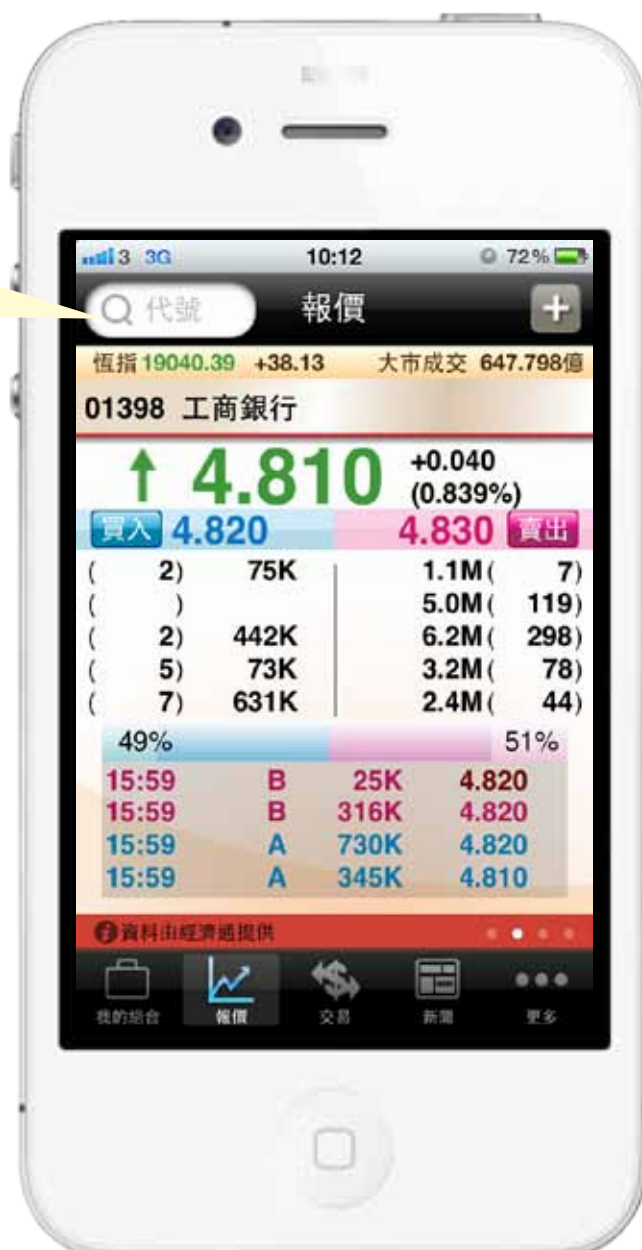 3 3G 10:12 72%
代號 報價 +
恆指 19040.39 +38.13 大市成交 647.798億
01398 工商銀行
↑ 4.810 +0.040
(0.839%)
買入 4.820 4.830 賣出
( 2) 75K 1.1M ( 7)
( ) 5.0M ( 119)
( 2) 442K 6.2M ( 298)
( 5) 73K 3.2M ( 78)
( 7) 631K 2.4M ( 44)
49% 51%
15:59 B 25K 4.820
15:59 B 316K 4.820
15:59 A 730K 4.820
15:59 A 345K 4.810
資料由經濟通提供
我的組合 報價 交易 新聞 更多